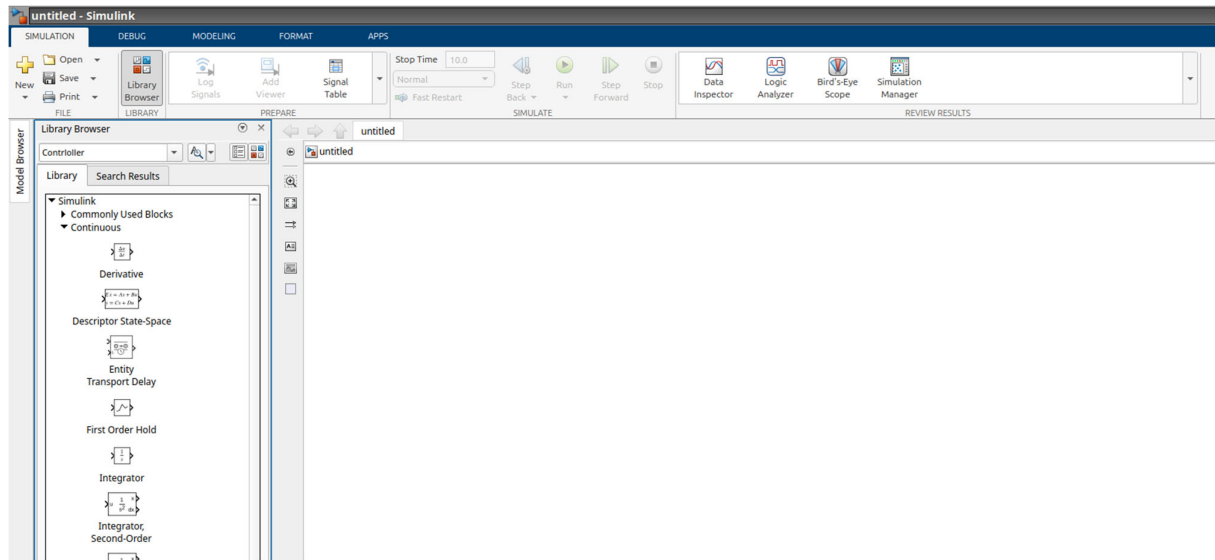 untitled - Simulink
SIMULATION DEBUG MODELING FORMAT APPS
New
Open
Save
Print
FILE
Library
Browser
LIBRARY
Log
Signals
Add
Viewer
Signal
Table
PREPARE
Stop Time 10.0
Normal
Fast Restart
Step
Back
Run
Step
Forward
Stop
SIMULATE
Data
Inspector
Logic
Analyzer
Bird's-Eye
Scope
Simulation
Manager
REVIEW RESULTS
Model Browser
Library Browser
Contrloller
Library Search Results
Simulink
Commonly Used Blocks
Continuous
Derivative
Descriptor State-Space
Entity
Transport Delay
First Order Hold
Integrator
Integrator,
Second-Order
untitled
untitled